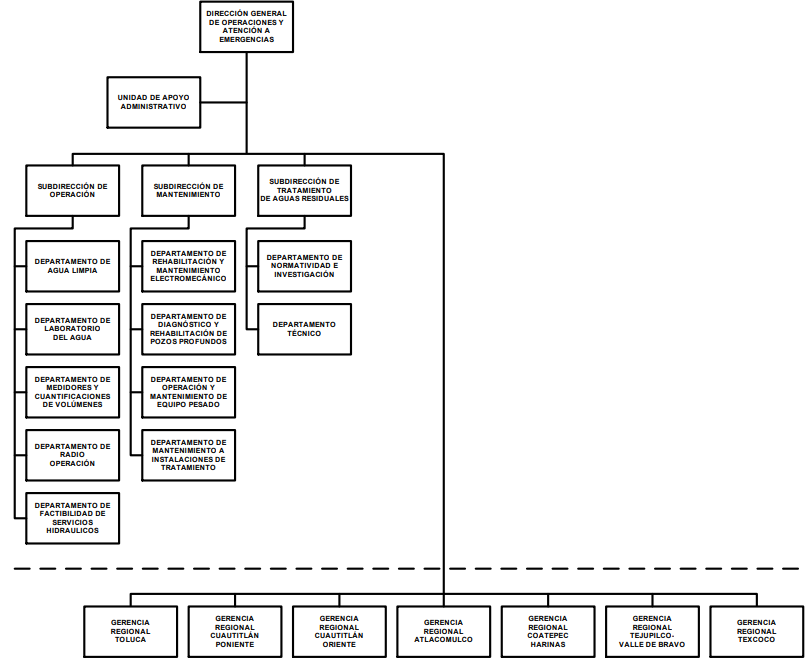 DIRECCIÓN GENERAL
DE OPERACIONES Y
ATENCIÓN A
EMERGENCIAS
UNIDAD DE APOYO
ADMINISTRATIVO
SUBDIRECCIÓN DE
OPERACIÓN
SUBDIRECCIÓN DE
MANTENIMIENTO
SUBDIRECCIÓN DE
TRATAMIENTO
DE AGUAS RESIDUALES
DEPARTAMENTO DE
AGUA LIMPIA
DEPARTAMENTO DE
REHABILITACIÓN Y
MANTENIMIENTO
ELECTROMECÁNICO
DEPARTAMENTO DE
NORMATIVIDAD E
INVESTIGACIÓN
DEPARTAMENTO DE
LABORATORIO
DEL AGUA
DEPARTAMENTO DE
DIAGNÓSTICO Y
REHABILITACIÓN DE
POZOS PROFUNDOS
DEPARTAMENTO
TÉCNICO
DEPARTAMENTO DE
MEDIDORES Y
CUANTIFICACIONES
DE VOLÚMENES
DEPARTAMENTO DE
OPERACIÓN Y
MANTENIMIENTO DE
EQUIPO PESADO
DEPARTAMENTO DE
RADIO
OPERACIÓN
DEPARTAMENTO DE
MANTENIMIENTO A
INSTALACIONES DE
TRATAMIENTO
DEPARTAMENTO DE
FACTIBILIDAD DE
SERVICIOS
HIDRAULICOS
GERENCIA
REGIONAL
TOLUCA
GERENCIA
REGIONAL
CUAUTITLÁN
PONIENTE
GERENCIA
REGIONAL
CUAUTITLÁN
ORIENTE
GERENCIA
REGIONAL
ATLACOMULCO
GERENCIA
REGIONAL
COATEPEC
HARINAS
GERENCIA
REGIONAL
TEJUPILCO-
VALLE DE BRAVO
GERENCIA
REGIONAL
TEXCOCO